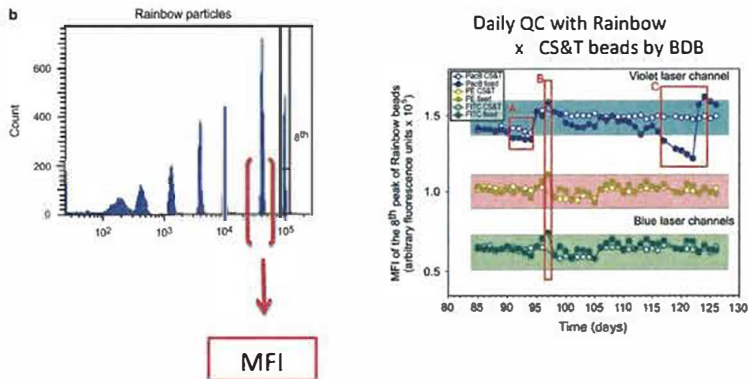 b
Rainbow particles
Count
600
400
200
0
8th
10²
10³
10⁴
10⁵
MFI
Daily QC with Rainbow
x CS&T beads by BDB
PacB CS&T
PacB fixed
PE CS&T
PE fixed
FITC CS&T
FITC fixed
Violet laser channel
A
B
C
Blue laser channels
MFI of the 8th peak of Rainbow beads
(arbitrary fluorescence units x 10⁵)
1.5
1.0
0.5
80 85 90 95 100 105 110 115 120 125 130
Time (days)